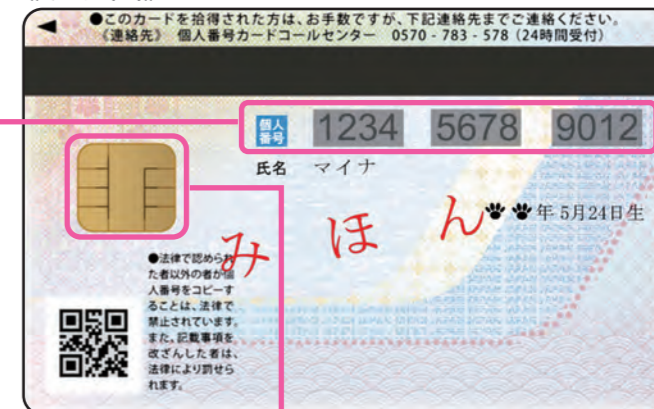 ●このカードを拾得された方は、お手数ですが、下記連絡先までご連絡ください。
《連絡先》 個人番号カードコールセンター 0570 - 783 - 578 (24時間受付)
個人番号 1234 5678 9012
氏名 マイナ
年 5月24日生
みほん
●法律で認められ
た者以外の者が個
人番号をコピーす
ることは、法律で
禁止されています。
また、記載事項を
改ざんした者は、
法律により罰せら
れます。